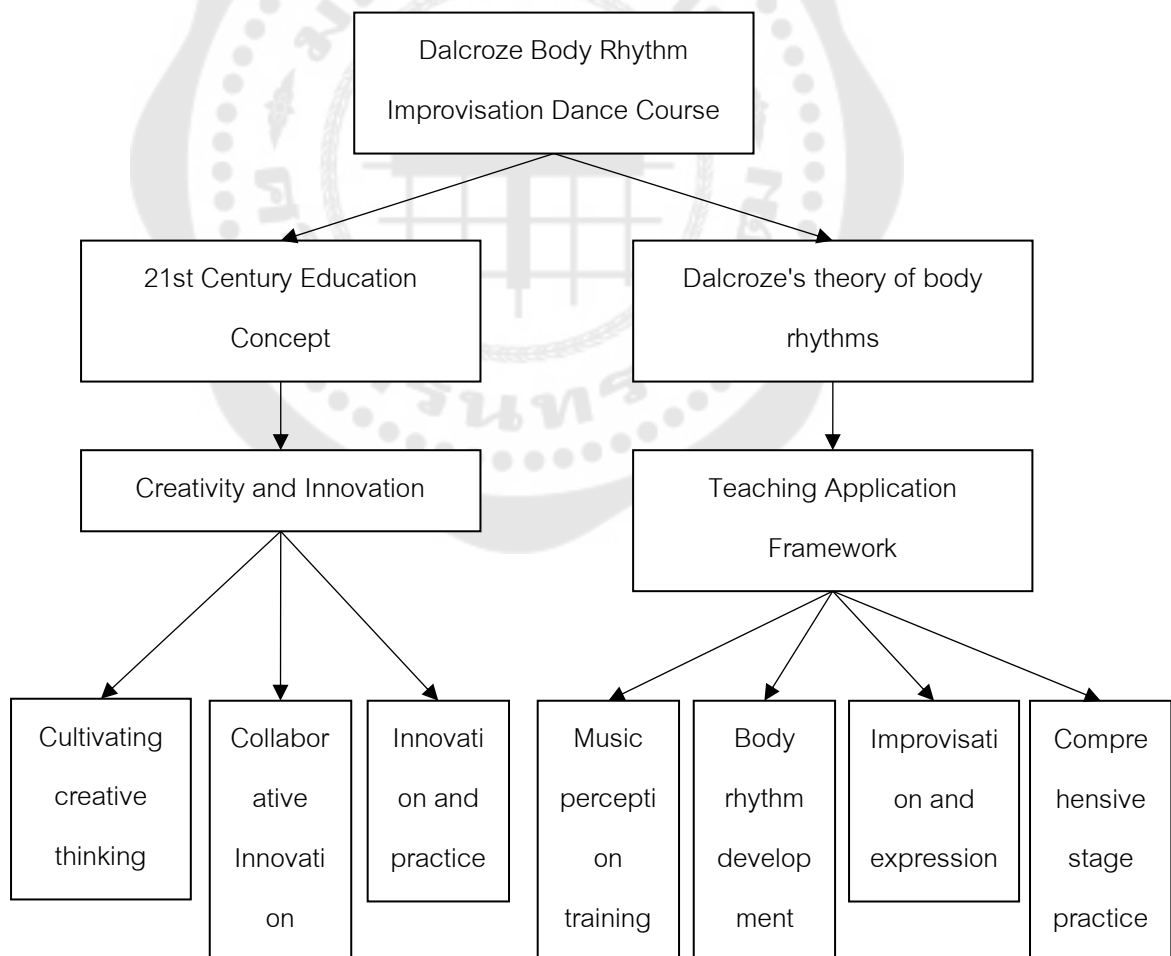 Dalcroze Body Rhythm
Improvisation Dance Course
21st Century Education
Concept
Dalcroze's theory of body
rhythms
Creativity and Innovation
Teaching Application
Framework
Cultivating
creative
thinking
Collabor
ative
Innovati
on
Innovati
on and
practice
Music
percepti
on
training
Body
rhythm
develop
ment
Improvisati
on and
expression
Compre
hensive
stage
practice